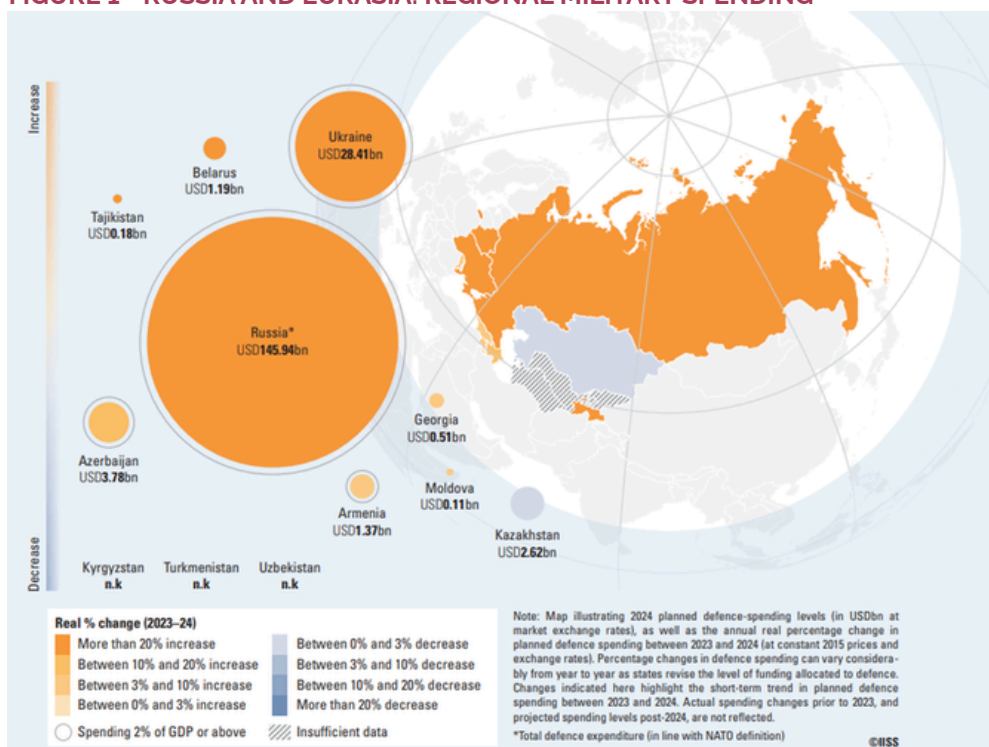 FIGURE 1 - RUSSIA AND EURASIA: REGIONAL MILITARY SPENDING
Increase
Decrease
Ukraine
USD28.41bn
Belarus
USD1.19bn
Tajikistan
USD0.18bn
Russia*
USD145.94bn
Georgia
USD0.51bn
Azerbaijan
USD3.78bn
Moldova
USD0.11bn
Armenia
USD1.37bn
Kazakhstan
USD2.62bn
Kyrgyzstan
n.k
Turkmenistan
n.k
Uzbekistan
n.k
Real % change (2023–24)
More than 20% increase
Between 10% and 20% increase
Between 3% and 10% increase
Between 0% and 3% increase
Between 0% and 3% decrease
Between 3% and 10% decrease
Between 10% and 20% decrease
More than 20% decrease
Spending 2% of GDP or above
Insufficient data
Note: Map illustrating 2024 planned defence-spending levels (in USDbn at
market exchange rates), as well as the annual real percentage change in
planned defence spending between 2023 and 2024 (at constant 2015 prices and
exchange rates). Percentage changes in defence spending can vary considera-
bly from year to year as states revise the level of funding allocated to defence.
Changes indicated here highlight the short-term trend in planned defence
spending between 2023 and 2024. Actual spending changes prior to 2023, and
projected spending levels post-2024, are not reflected.
*Total defence expenditure (in line with NATO definition)
©IISS